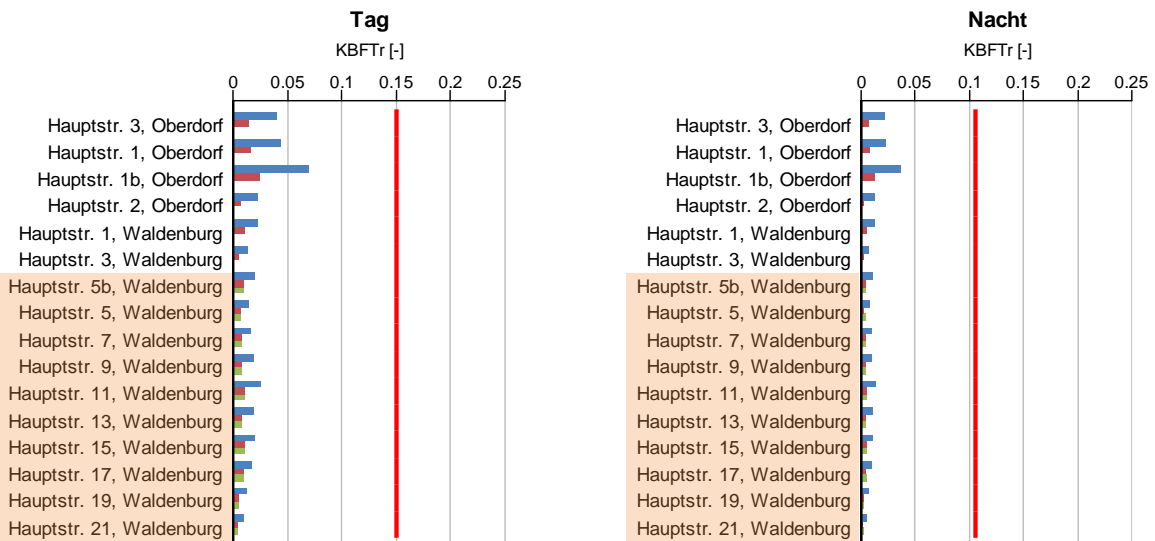 Tag
KBFTr [-]
0 0.05 0.1 0.15 0.2 0.25
Hauptstr. 3, Oberdorf
Hauptstr. 1, Oberdorf
Hauptstr. 1b, Oberdorf
Hauptstr. 2, Oberdorf
Hauptstr. 1, Waldenburg
Hauptstr. 3, Waldenburg
Hauptstr. 5b, Waldenburg
Hauptstr. 5, Waldenburg
Hauptstr. 7, Waldenburg
Hauptstr. 9, Waldenburg
Hauptstr. 11, Waldenburg
Hauptstr. 13, Waldenburg
Hauptstr. 15, Waldenburg
Hauptstr. 17, Waldenburg
Hauptstr. 19, Waldenburg
Hauptstr. 21, Waldenburg
Nacht
KBFTr [-]
0 0.05 0.1 0.15 0.2 0.25
Hauptstr. 3, Oberdorf
Hauptstr. 1, Oberdorf
Hauptstr. 1b, Oberdorf
Hauptstr. 2, Oberdorf
Hauptstr. 1, Waldenburg
Hauptstr. 3, Waldenburg
Hauptstr. 5b, Waldenburg
Hauptstr. 5, Waldenburg
Hauptstr. 7, Waldenburg
Hauptstr. 9, Waldenburg
Hauptstr. 11, Waldenburg
Hauptstr. 13, Waldenburg
Hauptstr. 15, Waldenburg
Hauptstr. 17, Waldenburg
Hauptstr. 19, Waldenburg
Hauptstr. 21, Waldenburg